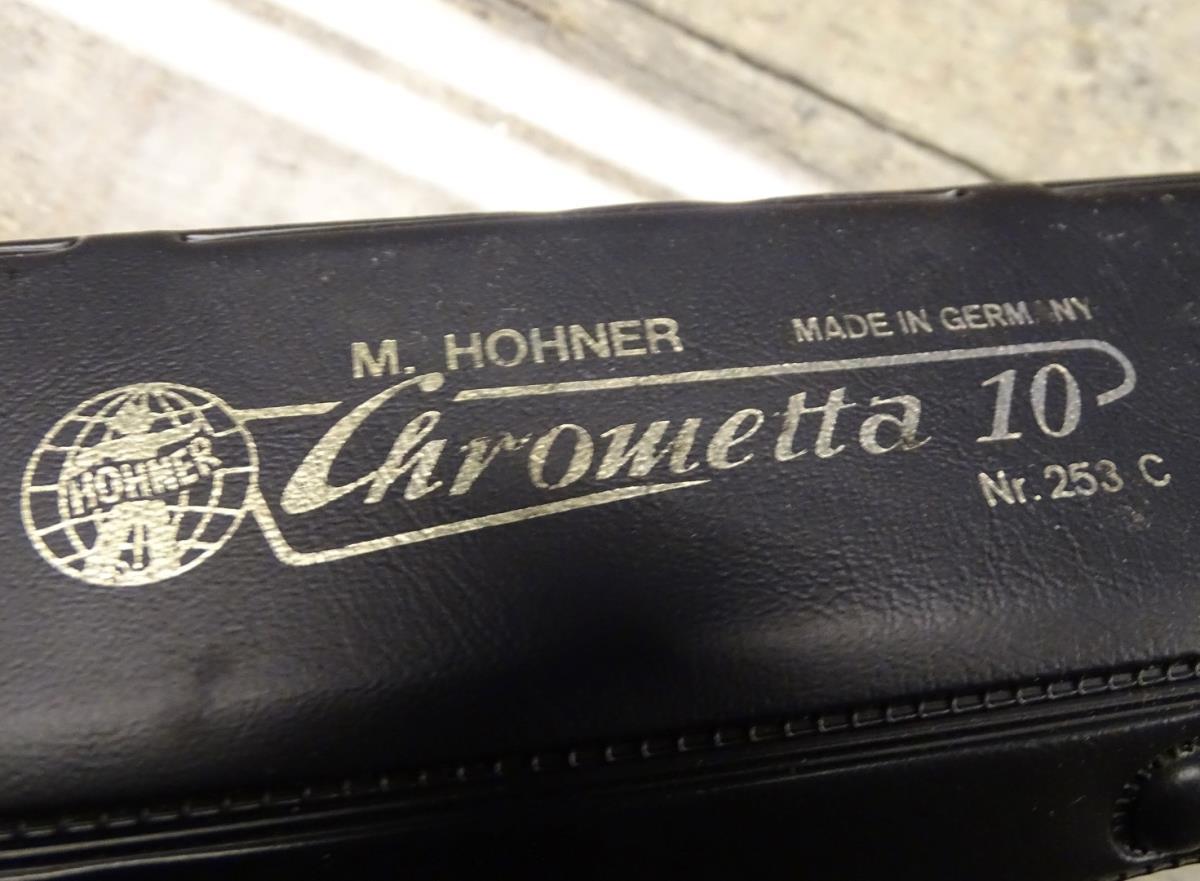 M. HOHNER
MADE IN GERMANY
HOHNER
Chrometta 10
Nr. 253 C